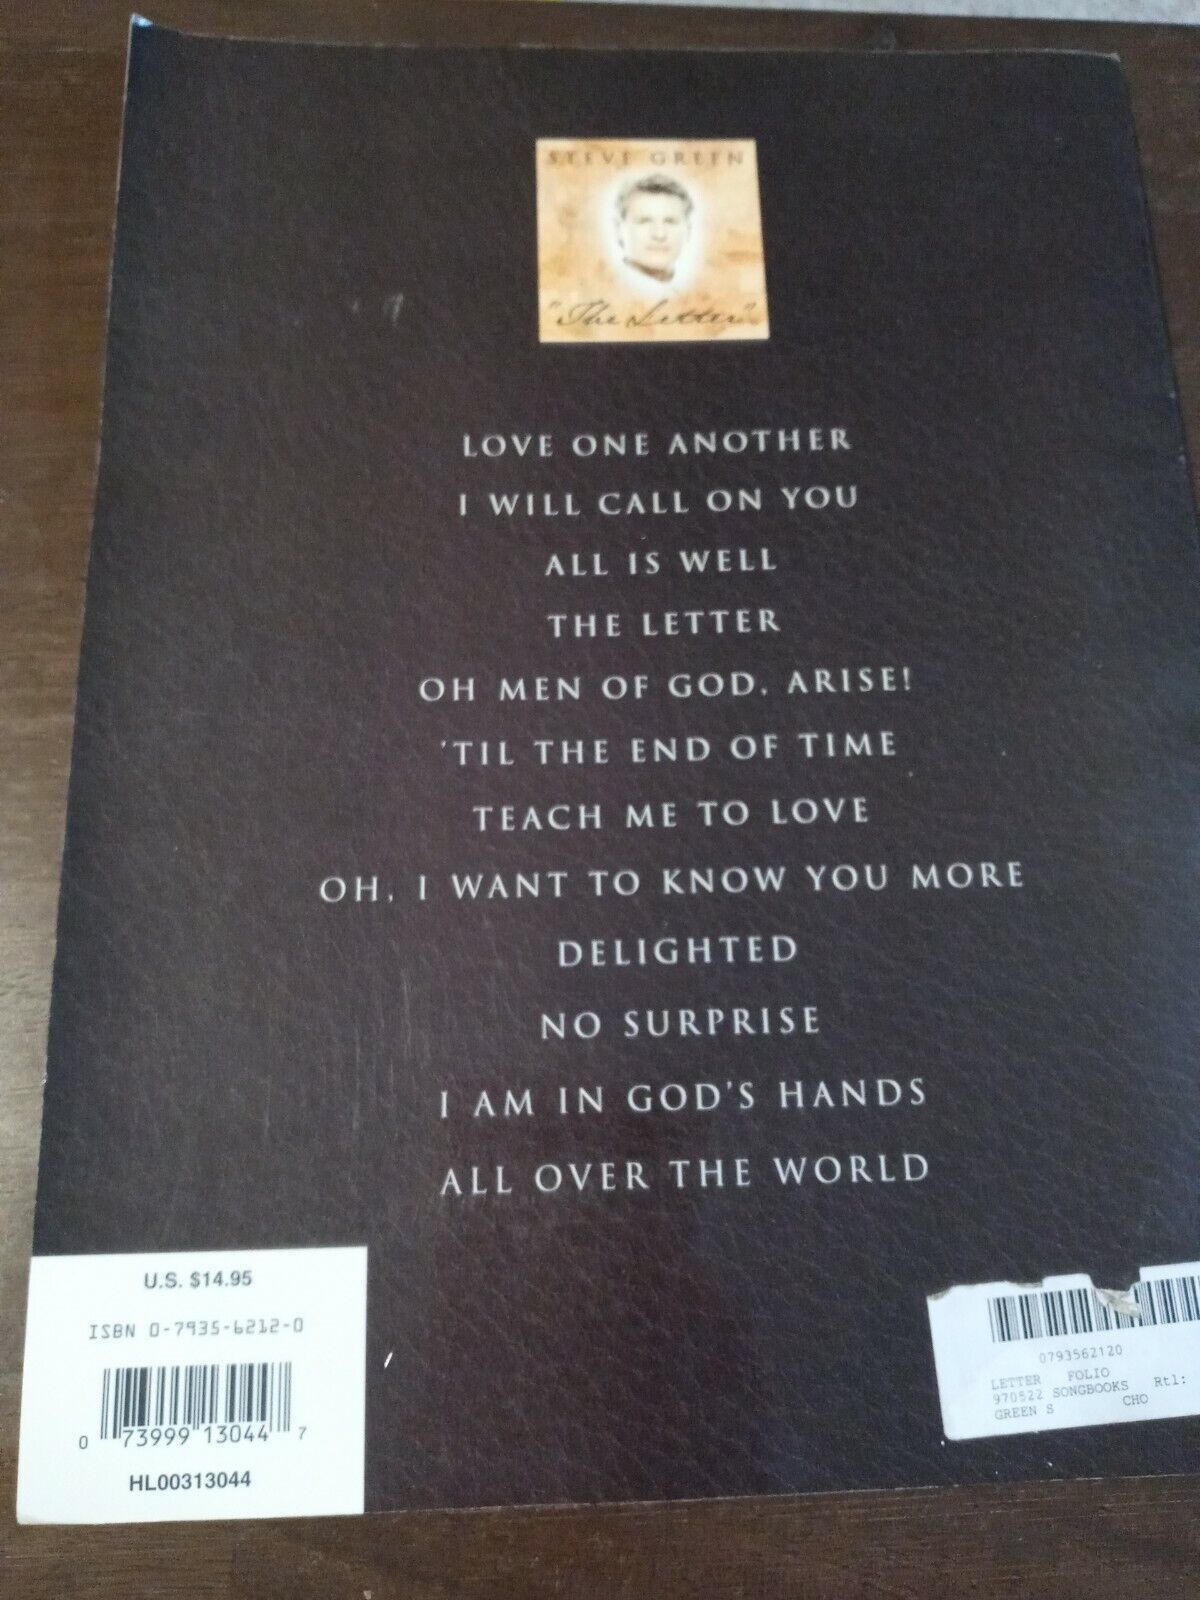 STEVE GREEN
"The Letter"
LOVE ONE ANOTHER
I WILL CALL ON YOU
ALL IS WELL
THE LETTER
OH MEN OF GOD, ARISE!
'TIL THE END OF TIME
TEACH ME TO LOVE
OH, I WANT TO KNOW YOU MORE
DELIGHTED
NO SURPRISE
I AM IN GOD'S HANDS
ALL OVER THE WORLD
U.S. $14.95
ISBN 0-7935-6212-0
0 73999 13044 7
HL00313044
0793562120
LETTER FOLIO
970522 SONGBOOKS Rtl:
GREEN S CHO